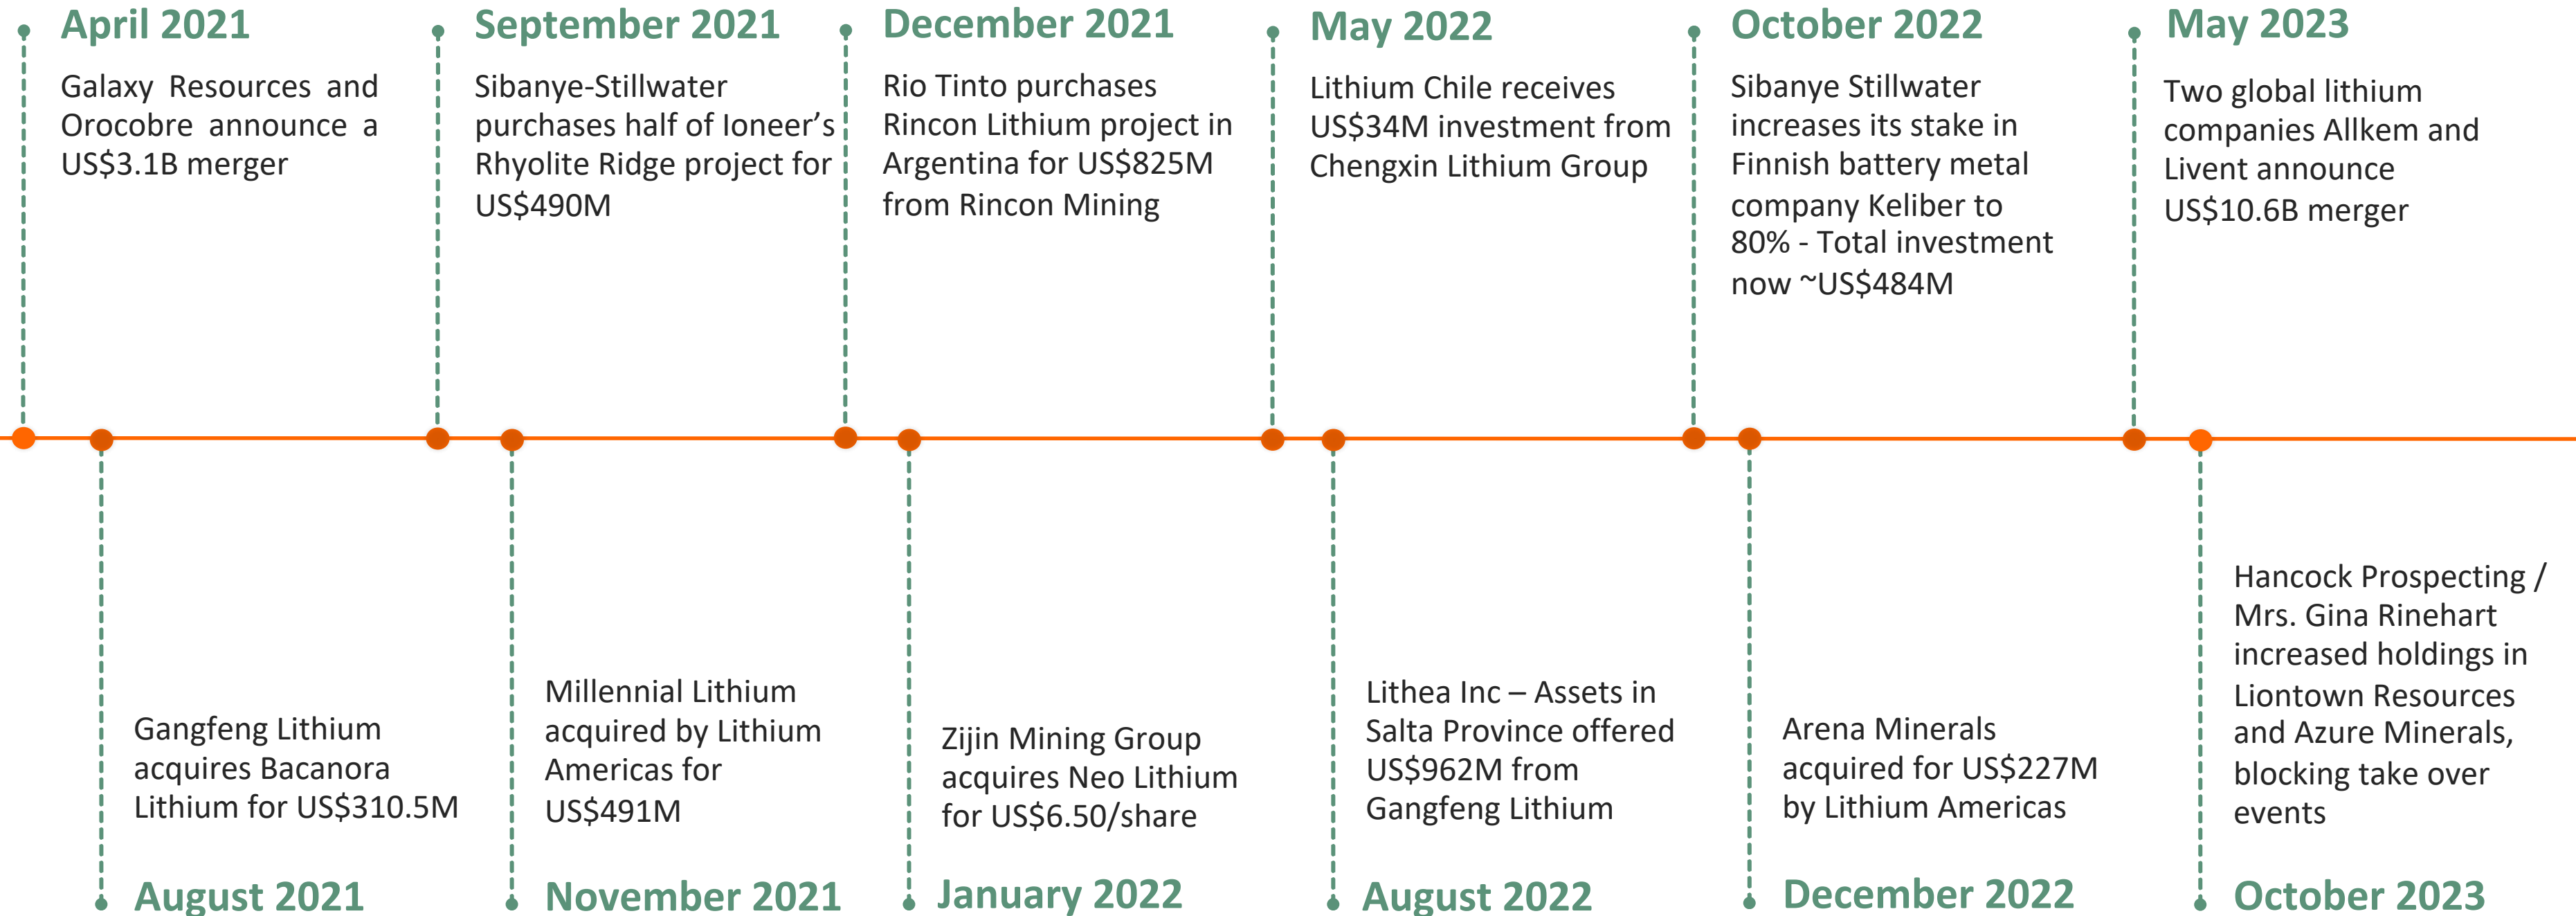 April 2021
Galaxy Resources and
Orocobre announce a
US$3.1B merger
September 2021
Sibanye-Stillwater
purchases half of Ioneer’s
Rhyolite Ridge project for
US$490M
December 2021
Rio Tinto purchases
Rincon Lithium project in
Argentina for US$825M
from Rincon Mining
May 2022
Lithium Chile receives
US$34M investment from
Chengxin Lithium Group
October 2022
Sibanye Stillwater
increases its stake in
Finnish battery metal
company Keliber to
80% - Total investment
now ~US$484M
May 2023
Two global lithium
companies Allkem and
Livent announce
US$10.6B merger
Gangfeng Lithium
acquires Bacanora
Lithium for US$310.5M
August 2021
Millennial Lithium
acquired by Lithium
Americas for
US$491M
November 2021
Zijin Mining Group
acquires Neo Lithium
for US$6.50/share
January 2022
Lithea Inc – Assets in
Salta Province offered
US$962M from
Gangfeng Lithium
August 2022
Arena Minerals
acquired for US$227M
by Lithium Americas
December 2022
Hancock Prospecting /
Mrs. Gina Rinehart
increased holdings in
Liontown Resources
and Azure Minerals,
blocking take over
events
October 2023